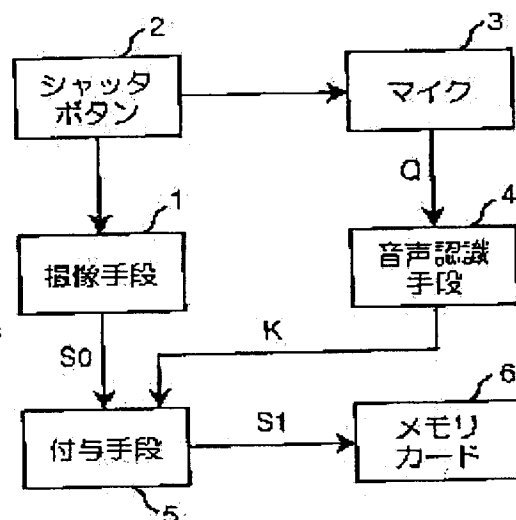 2
シャッタ
ボタン
3
マイク
Q
1
撮像手段
4
音声認識
手段
S0
K
付与手段
5
S1
6
メモリ
カード